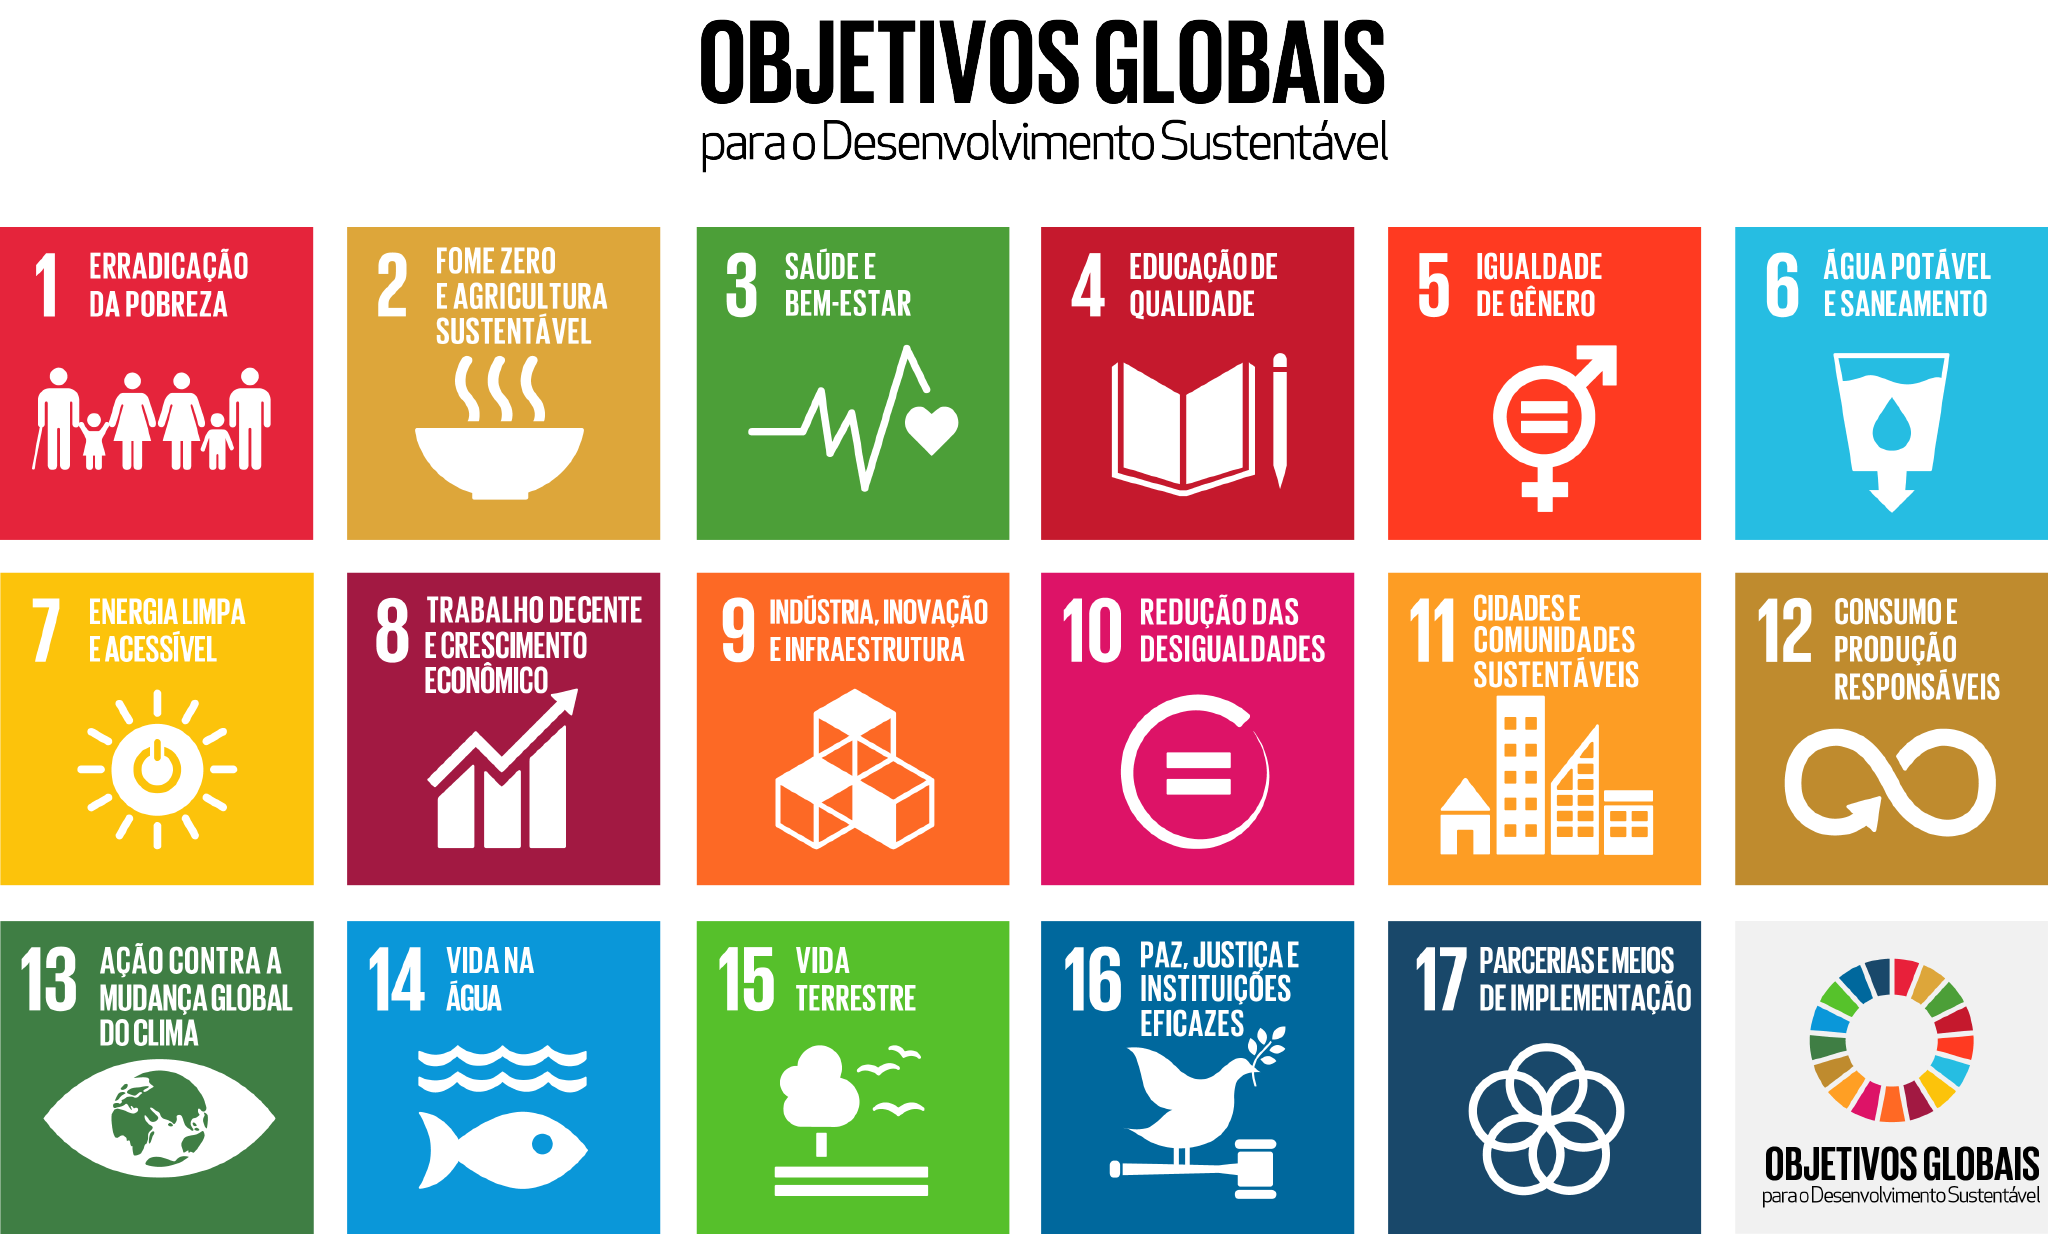 OBJETIVOS GLOBAIS
para o Desenvolvimento Sustentável
1 ERRADICAÇÃO
DA POBREZA
2 FOME ZERO
E AGRICULTURA
SUSTENTÁVEL
3 SAÚDE E
BEM-ESTAR
4 EDUCAÇÃO DE
QUALIDADE
5 IGUALDADE
DE GÊNERO
6 ÁGUA POTÁVEL
E SANEAMENTO
7 ENERGIA LIMPA
E ACESSÍVEL
8 TRABALHO DECENTE
E CRESCIMENTO
ECONÔMICO
9 INDÚSTRIA, INOVAÇÃO
E INFRAESTRUTURA
10 REDUÇÃO DAS
DESIGUALDADES
11 CIDADES E
COMUNIDADES
SUSTENTÁVEIS
12 CONSUMO E
PRODUÇÃO
RESPONSÁVEIS
13 AÇÃO CONTRA A
MUDANÇA GLOBAL
DO CLIMA
14 VIDA NA
ÁGUA
15 VIDA
TERRESTRE
16 PAZ, JUSTIÇA E
INSTITUIÇÕES
EFICAZES
17 PARCERIAS E MEIOS
DE IMPLEMENTAÇÃO
OBJETIVOS GLOBAIS
para o Desenvolvimento Sustentável